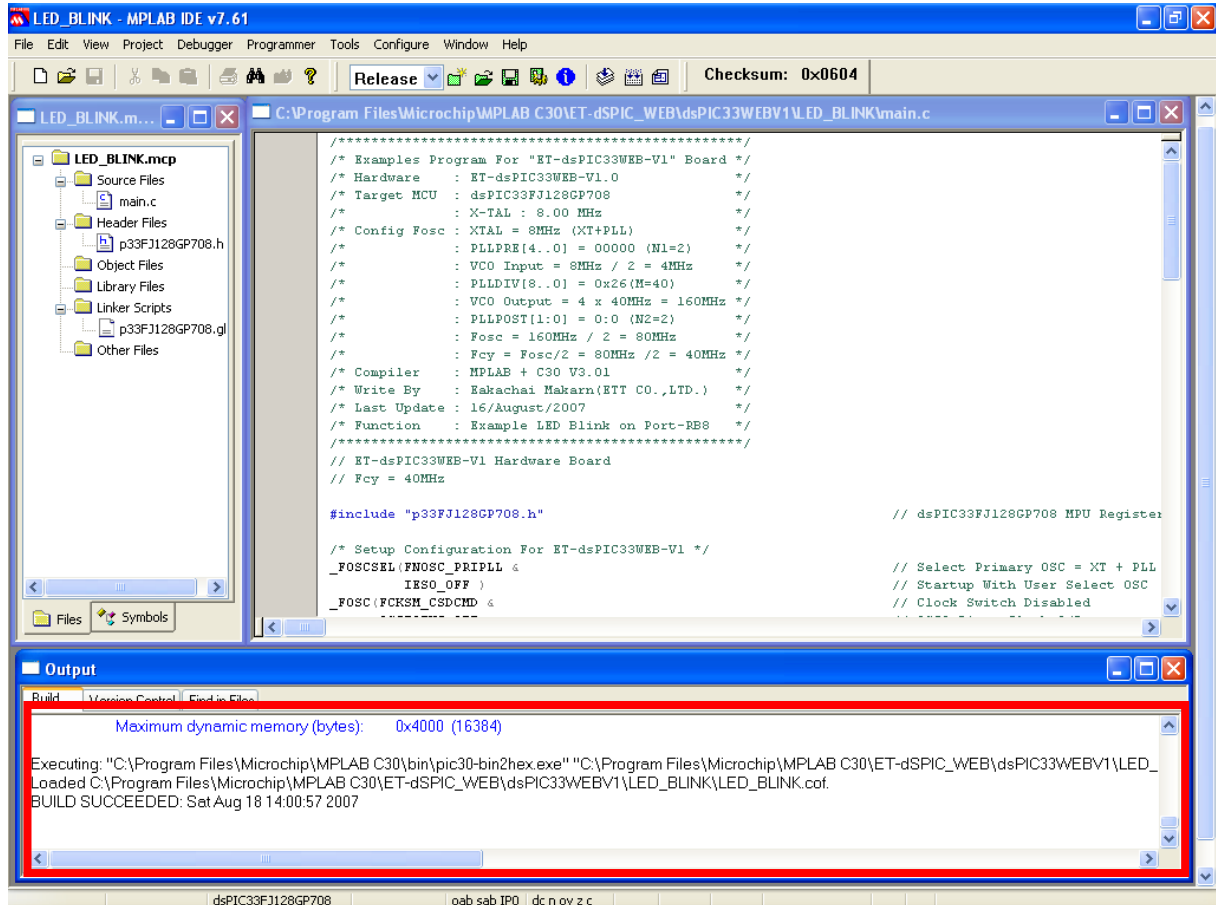 LED_BLINK - MPLAB IDE v7.61
File Edit View Project Debugger Programmer Tools Configure Window Help
Release Checksum: 0x0604
LED_BLINK.m...
LED_BLINK.mcp
Source Files
main.c
Header Files
p33FJ128GP708.h
Object Files
Library Files
Linker Scripts
p33FJ128GP708.gl
Other Files
Files Symbols
C:\Program Files\Microchip\MPLAB C30\ET-dSPIC_WEB\dsPIC33WEBV1\LED_BLINK\main.c
/*************************************************/
/* Examples Program For "ET-dsPIC33WEB-V1" Board */
/* Hardware : ET-dsPIC33WEB-V1.0 */
/* Target MCU : dsPIC33FJ128GP708 */
/* : X-TAL : 8.00 MHz */
/* Config Fosc : XTAL = 8MHz (XT+PLL) */
/* : PLLPRE[4..0] = 00000 (N1=2) */
/* : VCO Input = 8MHz / 2 = 4MHz */
/* : PLLDIV[8..0] = 0x26(M=40) */
/* : VCO Output = 4 x 40MHz = 160MHz */
/* : PLLPOST[1:0] = 0:0 (N2=2) */
/* : Fosc = 160MHz / 2 = 80MHz */
/* : Fcy = Fosc/2 = 80MHz /2 = 40MHz */
/* Compiler : MPLAB + C30 V3.01 */
/* Write By : Eakachai Makarn(ETT CO.,LTD.) */
/* Last Update : 16/August/2007 */
/* Function : Example LED Blink on Port-RB8 */
/*************************************************/
// ET-dsPIC33WEB-V1 Hardware Board
// Fcy = 40MHz
#include "p33FJ128GP708.h" // dsPIC33FJ128GP708 MPU Register
/* Setup Configuration For ET-dsPIC33WEB-V1 */
_FOSCSEL(FNOSC_PRIPLL & // Select Primary OSC = XT + PLL
IESO_OFF ) // Startup With User Select OSC
_FOSC(FCKSM_CSDCMD & // Clock Switch Disabled
Output
Build Version Control Find in Files
Maximum dynamic memory (bytes): 0x4000 (16384)
Executing: "C:\Program Files\Microchip\MPLAB C30\bin\pic30-bin2hex.exe" "C:\Program Files\Microchip\MPLAB C30\ET-dSPIC_WEB\dsPIC33WEBV1\LED_
Loaded C:\Program Files\Microchip\MPLAB C30\ET-dSPIC_WEB\dsPIC33WEBV1\LED_BLINK\LED_BLINK.cof.
BUILD SUCCEEDED: Sat Aug 18 14:00:57 2007
dsPIC33FJ128GP708 oab sab IP0 dc n ov z c